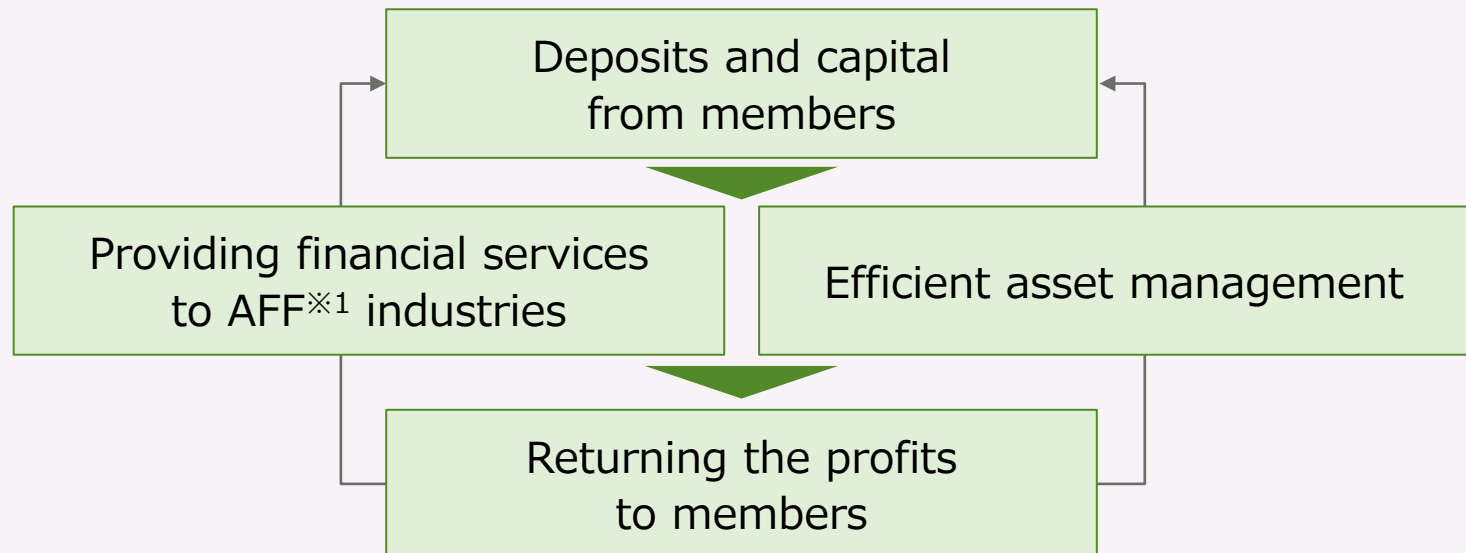 Deposits and capital
from members
Providing financial services
to AFF※1 industries
Efficient asset management
Returning the profits
to members